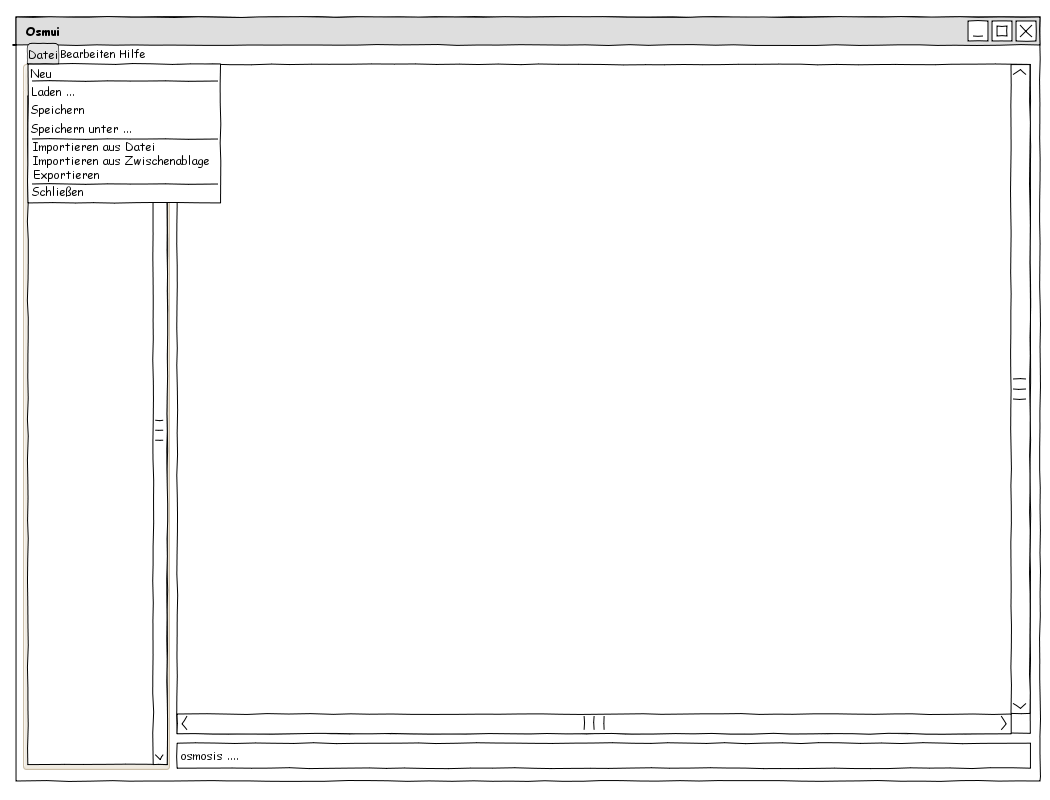 Osmui
Datei Bearbeiten Hilfe
Neu
Laden ...
Speichern
Speichern unter ...
Importieren aus Datei
Importieren aus Zwischenablage
Exportieren
Schließen
osmosis ....